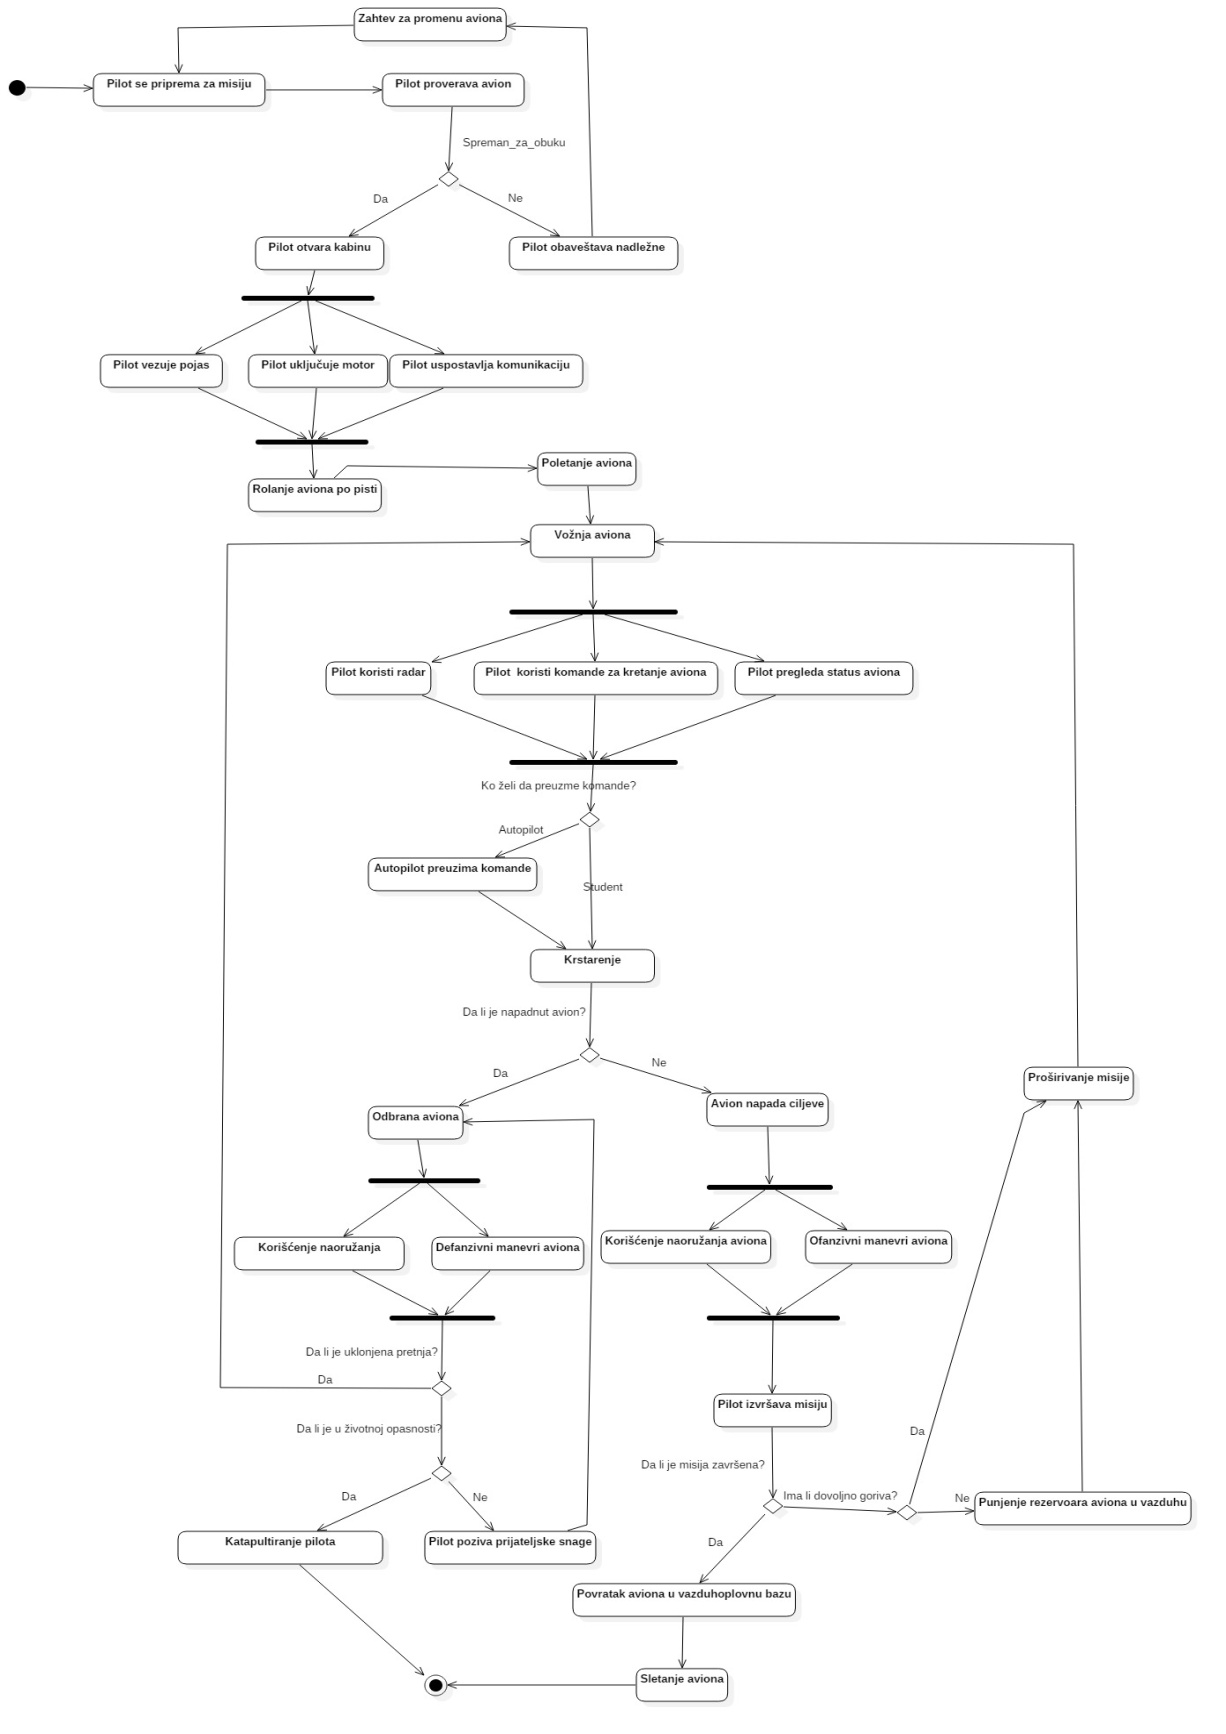 Zahtev za promenu aviona
Pilot se priprema za misiju
Pilot proverava avion
Spreman_za_obuku
Da
Ne
Pilot otvara kabinu
Pilot obaveštava nadležne
Pilot vezuje pojas
Pilot uključuje motor
Pilot uspostavlja komunikaciju
Poletanje aviona
Rolanje aviona po pisti
Vožnja aviona
Pilot koristi radar
Pilot  koristi komande za kretanje aviona
Pilot pregleda status aviona
Ko želi da preuzme komande?
Autopilot
Autopilot preuzima komande
Student
Krstarenje
Da li je napadnut avion?
Da
Ne
Proširivanje misije
Odbrana aviona
Avion napada ciljeve
Korišćenje naoružanja
Defanzivni manevri aviona
Korišćenje naoružanja aviona
Ofanzivni manevri aviona
Da li je uklonjena pretnja?
Da
Pilot izvršava misiju
Da li je u životnoj opasnosti?
Da
Da li je misija završena?
Da
Ne
Ima li dovoljno goriva?
Ne
Punjenje rezervoara aviona u vazduhu
Katapultiranje pilota
Pilot poziva prijateljske snage
Da
Povratak aviona u vazduhoplovnu bazu
Sletanje aviona